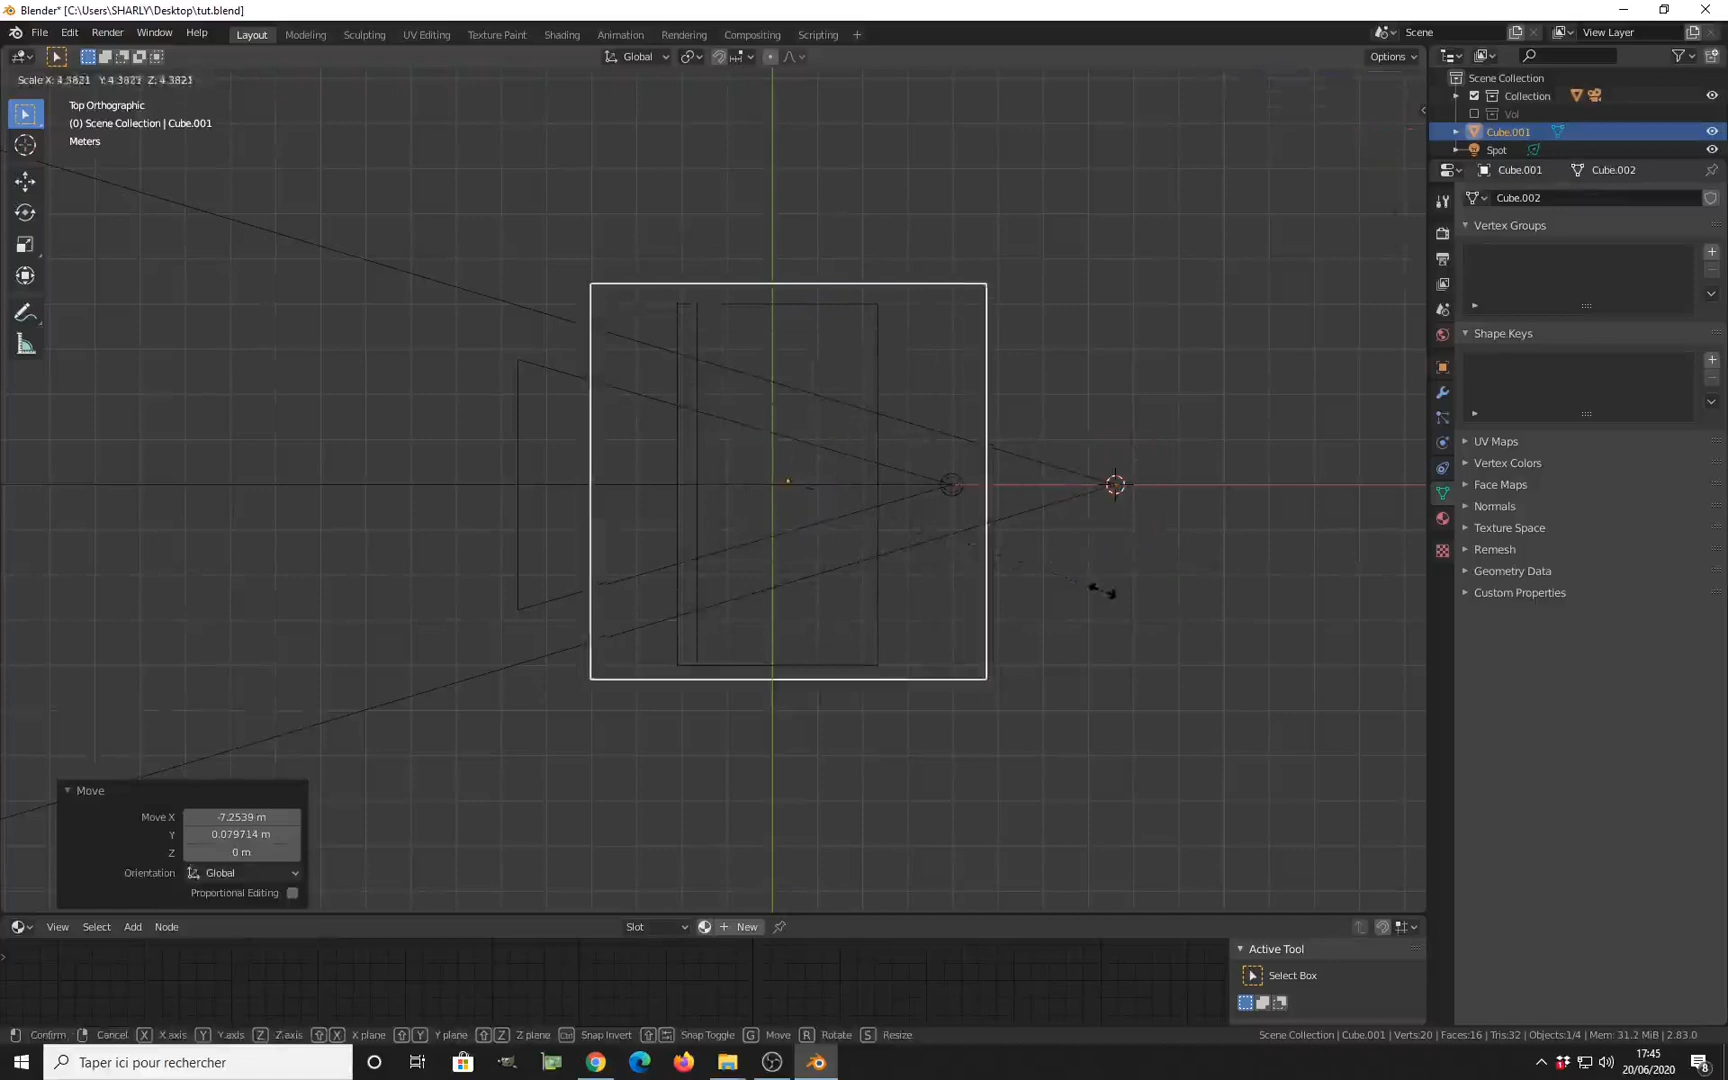 Blender* [C:\Users\SHARLY\Desktop\tut.blend]
File Edit Render Window Help Layout Modeling Sculpting UV Editing Texture Paint Shading Animation Rendering Compositing Scripting + Scene View Layer
Global Options
Scale X: 4.3821 Y: 4.3821 Z: 4.3821
Top Orthographic
(0) Scene Collection | Cube.001
Meters
Scene Collection
Collection
Vol
Cube.001
Spot
Cube.001 Cube.002
Cube.002
Vertex Groups
Shape Keys
UV Maps
Vertex Colors
Face Maps
Normals
Texture Space
Remesh
Geometry Data
Custom Properties
Move
Move X -7.2539 m
Y 0.079714 m
Z 0 m
Orientation Global
Proportional Editing
View Select Add Node Slot New
Active Tool
Select Box
Confirm Cancel X X axis Y Y axis Z Z axis X X plane Y Y plane Z Z plane Snap Invert Snap Toggle G Move R Rotate S Resize Scene Collection | Cube.001 | Verts:20 | Faces:16 | Tris:32 | Objects:1/4 | Mem: 31.2 MiB | 2.83.0
Taper ici pour rechercher
17:45
20/06/2020
8